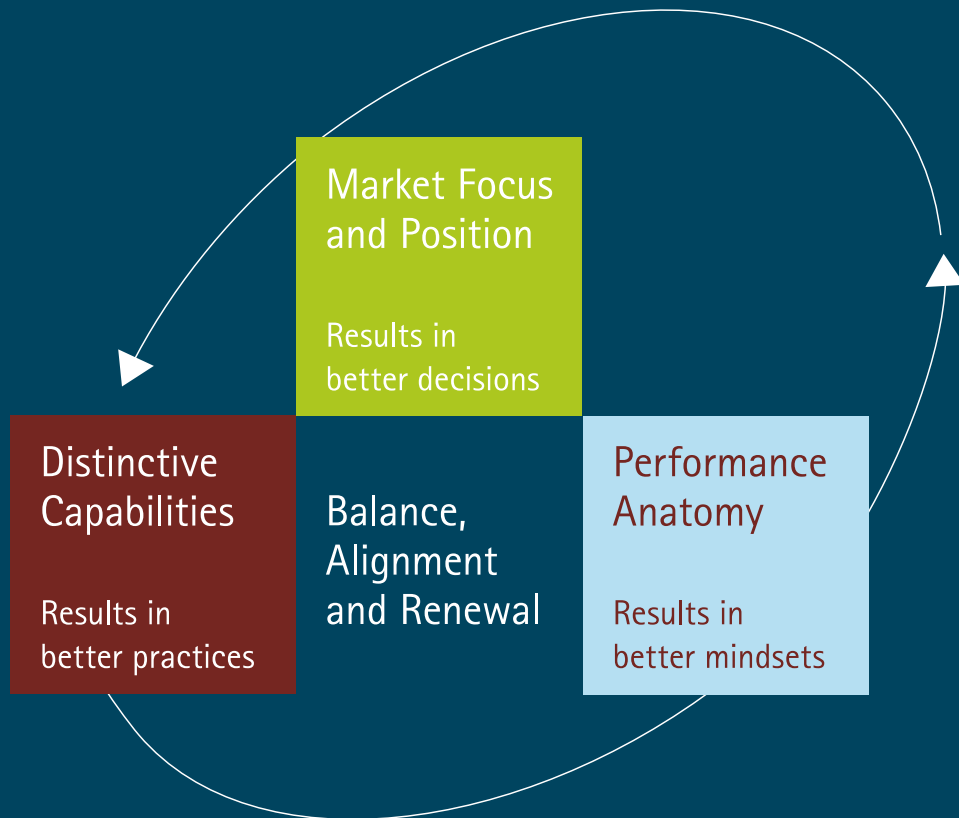 Market Focus
and Position
Results in
better decisions
Distinctive
Capabilities
Results in
better practices
Balance,
Alignment
and Renewal
Performance
Anatomy
Results in
better mindsets